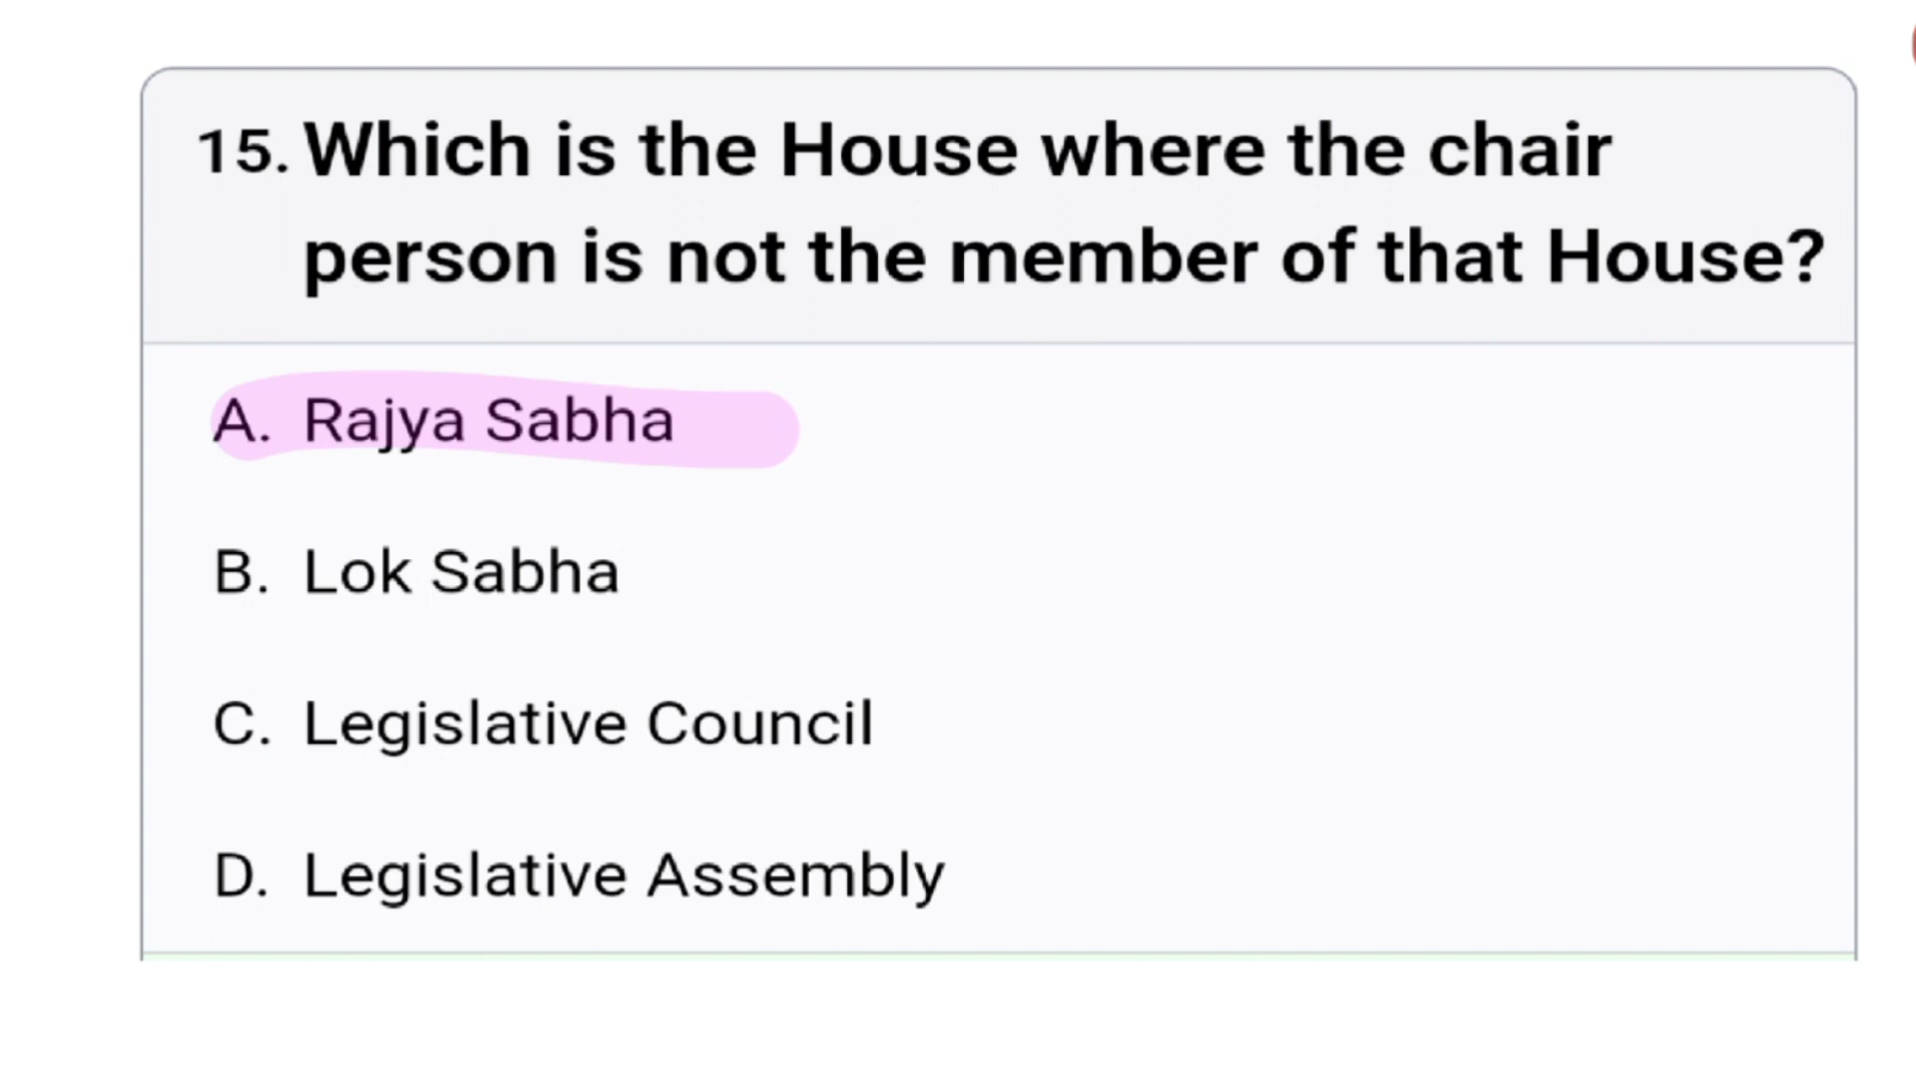 15. Which is the House where the chair
person is not the member of that House?
A. Rajya Sabha
B. Lok Sabha
C. Legislative Council
D. Legislative Assembly